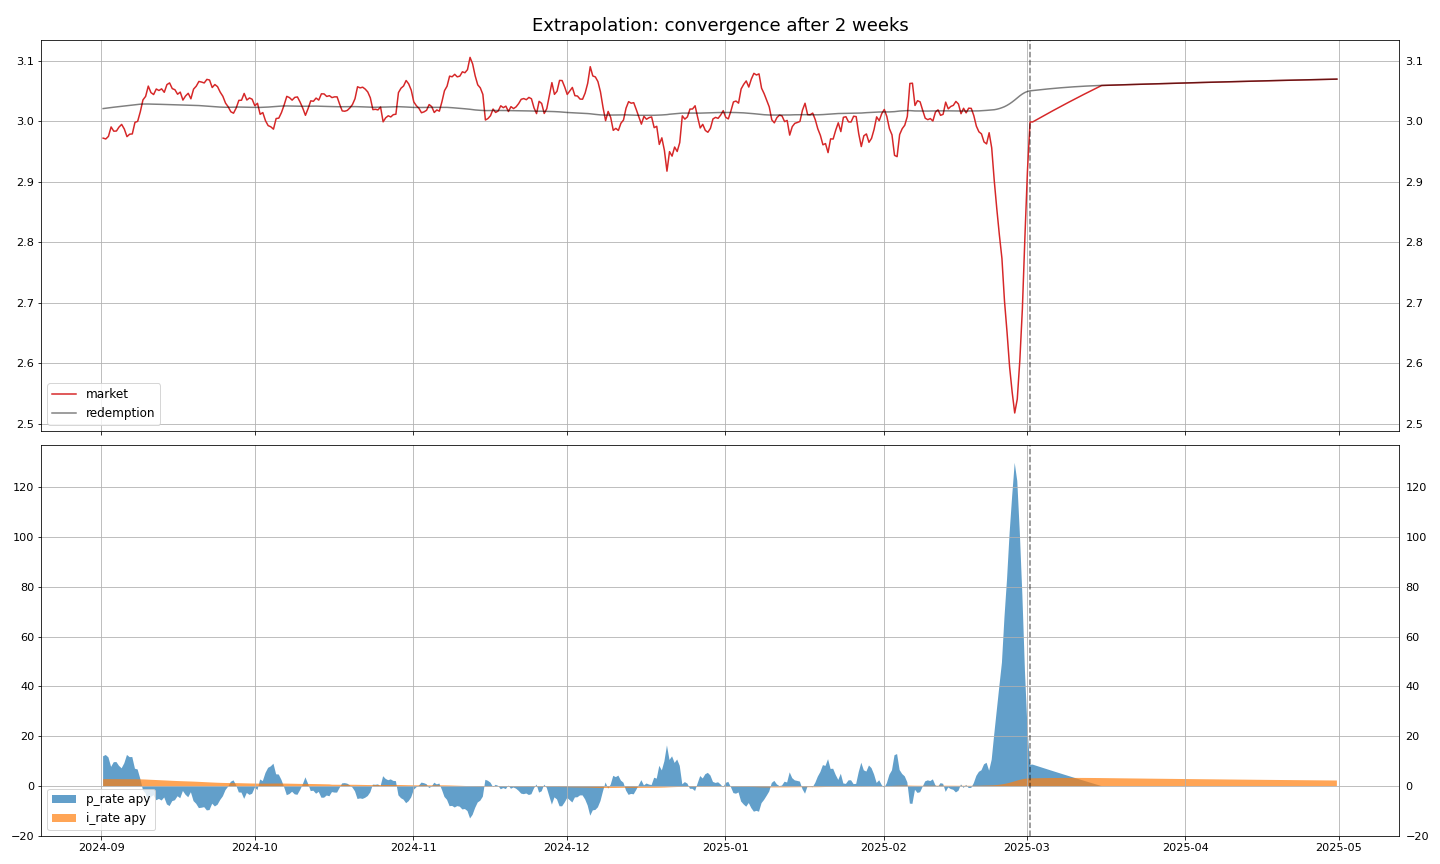 Extrapolation: convergence after 2 weeks
3.1 3.1
3.0 3.0
2.9 2.9
2.8 2.8
2.7 2.7
2.6 2.6
2.5 2.5
market
redemption
120 120
100 100
80 80
60 60
40 40
20 20
0 0
−20 −20
p_rate apy
i_rate apy
2024-09 2024-10 2024-11 2024-12 2025-01 2025-02 2025-03 2025-04 2025-05